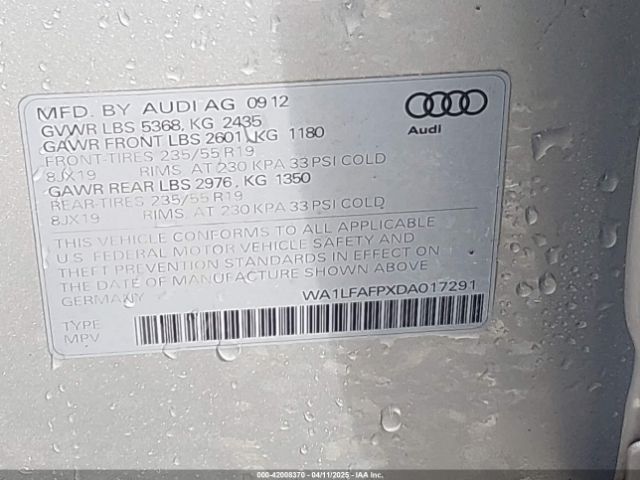 MFD. BY AUDI AG 09 12
GVWR LBS 5368, KG 2435
GAWR FRONT LBS 2601, KG 1180
FRONT-TIRES 235/55 R19
8JX19 RIMS, AT 230 KPA 33 PSI COLD
GAWR REAR LBS 2976, KG 1350
REAR-TIRES 235/55 R19
8JX19 RIMS, AT 230 KPA 33 PSI COLD
Audi
THIS VEHICLE CONFORMS TO ALL APPLICABLE
U.S. FEDERAL MOTOR VEHICLE SAFETY AND
THEFT PREVENTION STANDARDS IN EFFECT ON THE
DATE OF MANUFACTURE SHOWN ABOVE
GERMANY WA1LFAFPXDA017291
TYPE
MPV
000-42008370 - 04/11/2025 - IAAI.COM